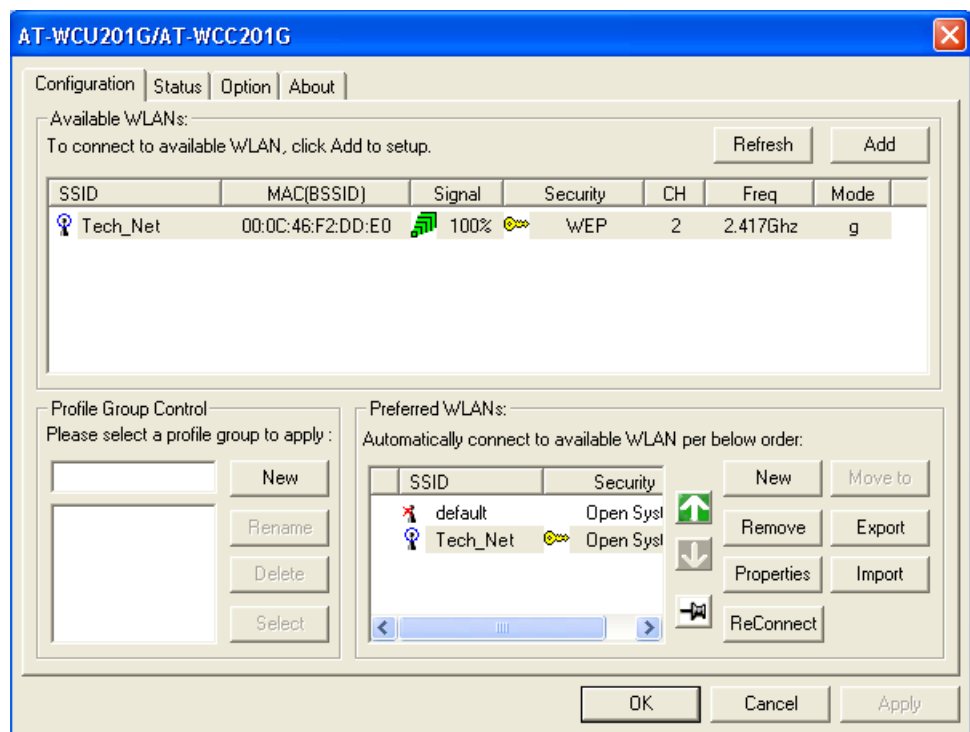 AT-WCU201G/AT-WCC201G
Configuration Status Option About
Available WLANs:
To connect to available WLAN, click Add to setup.
Refresh Add
SSID MAC(BSSID) Signal Security CH Freq Mode
Tech_Net 00:0C:46:F2:DD:E0 100% WEP 2 2.417Ghz g
Profile Group Control
Please select a profile group to apply :
New
Rename
Delete
Select
Preferred WLANs:
Automatically connect to available WLAN per below order:
SSID Security
default Open Syst
Tech_Net Open Syst
New Move to
Remove Export
Properties Import
ReConnect
OK Cancel Apply